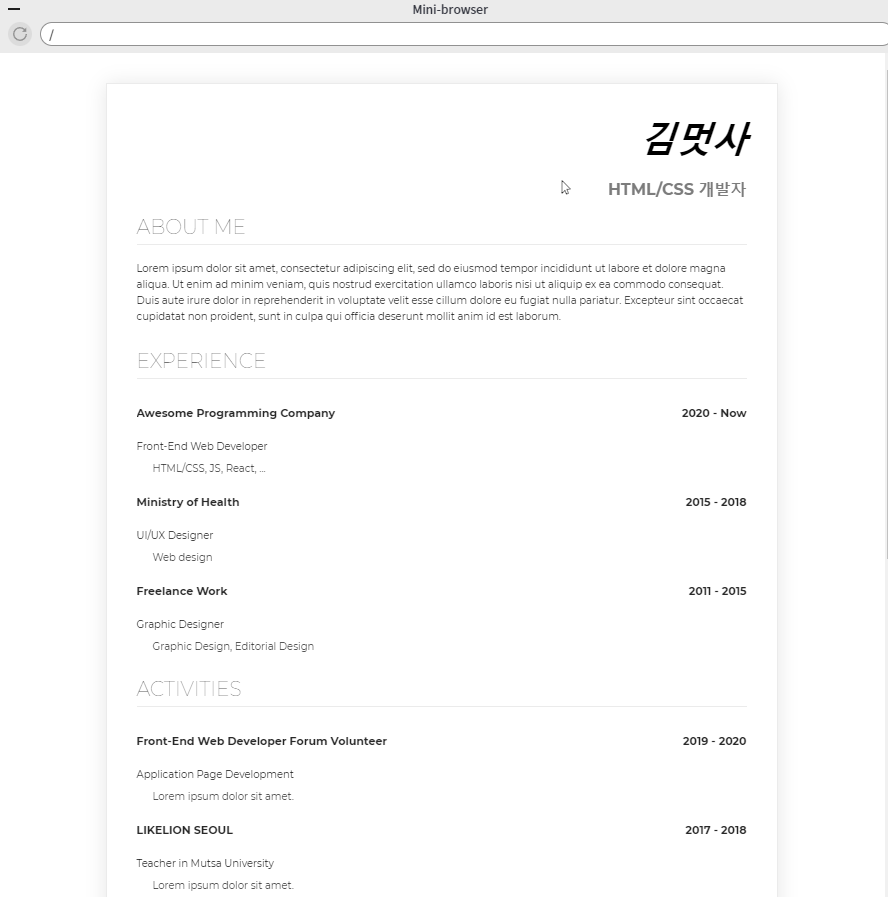 Mini-browser
/
김멋사
HTML/CSS 개발자
ABOUT ME
Lorem ipsum dolor sit amet, consectetur adipiscing elit, sed do eiusmod tempor incididunt ut labore et dolore magna
aliqua. Ut enim ad minim veniam, quis nostrud exercitation ullamco laboris nisi ut aliquip ex ea commodo consequat.
Duis aute irure dolor in reprehenderit in voluptate velit esse cillum dolore eu fugiat nulla pariatur. Excepteur sint occaecat
cupidatat non proident, sunt in culpa qui officia deserunt mollit anim id est laborum.
EXPERIENCE
Awesome Programming Company 2020 - Now
Front-End Web Developer
HTML/CSS, JS, React, ...
Ministry of Health 2015 - 2018
UI/UX Designer
Web design
Freelance Work 2011 - 2015
Graphic Designer
Graphic Design, Editorial Design
ACTIVITIES
Front-End Web Developer Forum Volunteer 2019 - 2020
Application Page Development
Lorem ipsum dolor sit amet.
LIKELION SEOUL 2017 - 2018
Teacher in Mutsa University
Lorem ipsum dolor sit amet.